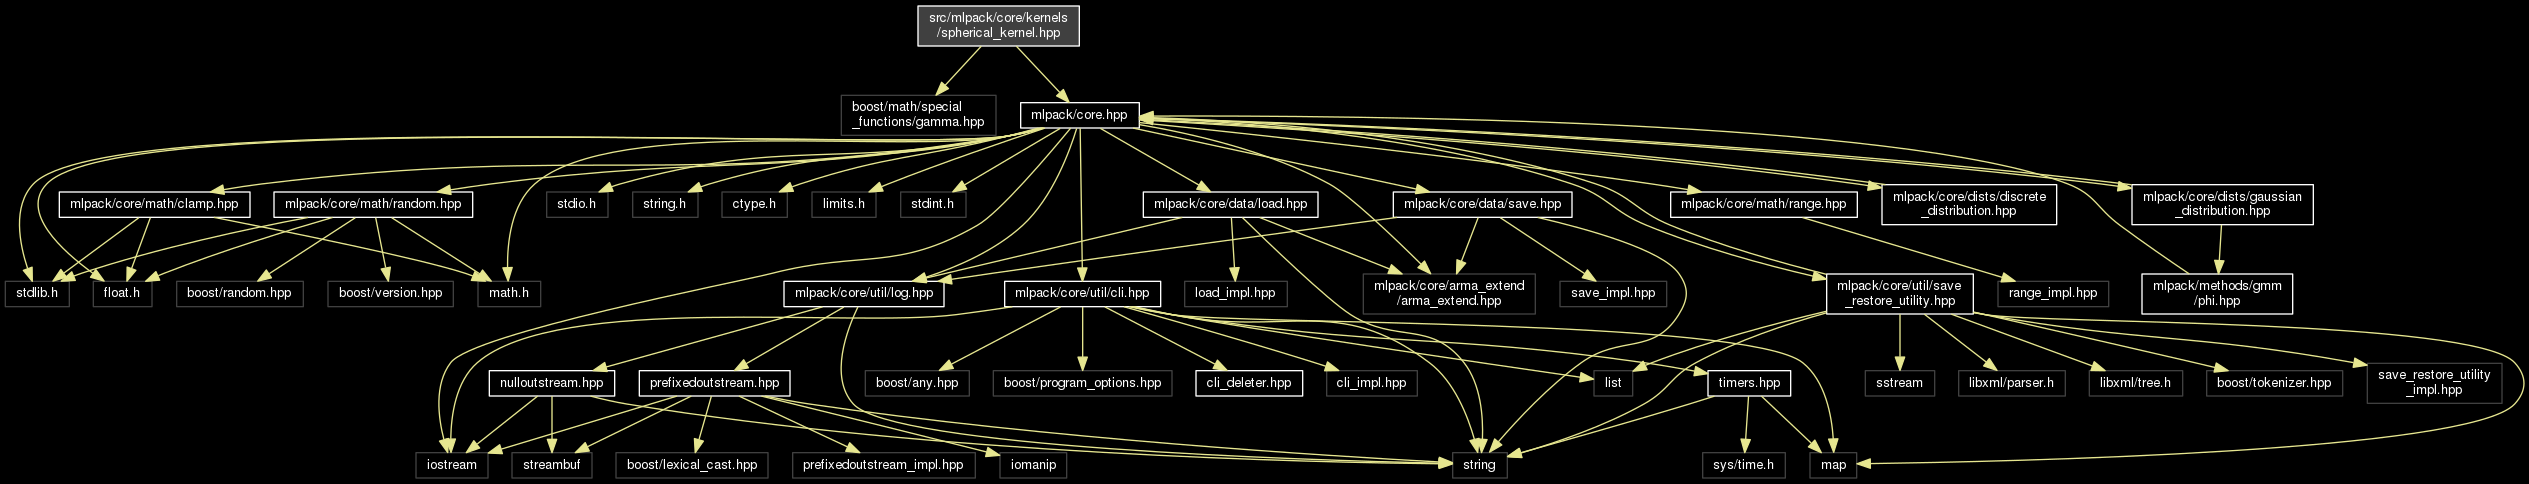 src/mlpack/core/kernels
/spherical_kernel.hpp
boost/math/special
_functions/gamma.hpp
mlpack/core.hpp
mlpack/core/math/clamp.hpp
mlpack/core/math/random.hpp
stdio.h
string.h
ctype.h
limits.h
stdint.h
mlpack/core/data/load.hpp
mlpack/core/data/save.hpp
mlpack/core/math/range.hpp
mlpack/core/dists/discrete
_distribution.hpp
mlpack/core/dists/gaussian
_distribution.hpp
stdlib.h
float.h
boost/random.hpp
boost/version.hpp
math.h
mlpack/core/util/log.hpp
mlpack/core/util/cli.hpp
load_impl.hpp
mlpack/core/arma_extend
/arma_extend.hpp
save_impl.hpp
mlpack/core/util/save
_restore_utility.hpp
range_impl.hpp
mlpack/methods/gmm
/phi.hpp
nulloutstream.hpp
prefixedoutstream.hpp
boost/any.hpp
boost/program_options.hpp
cli_deleter.hpp
cli_impl.hpp
list
timers.hpp
sstream
libxml/parser.h
libxml/tree.h
boost/tokenizer.hpp
save_restore_utility
_impl.hpp
iostream
streambuf
boost/lexical_cast.hpp
prefixedoutstream_impl.hpp
iomanip
string
sys/time.h
map